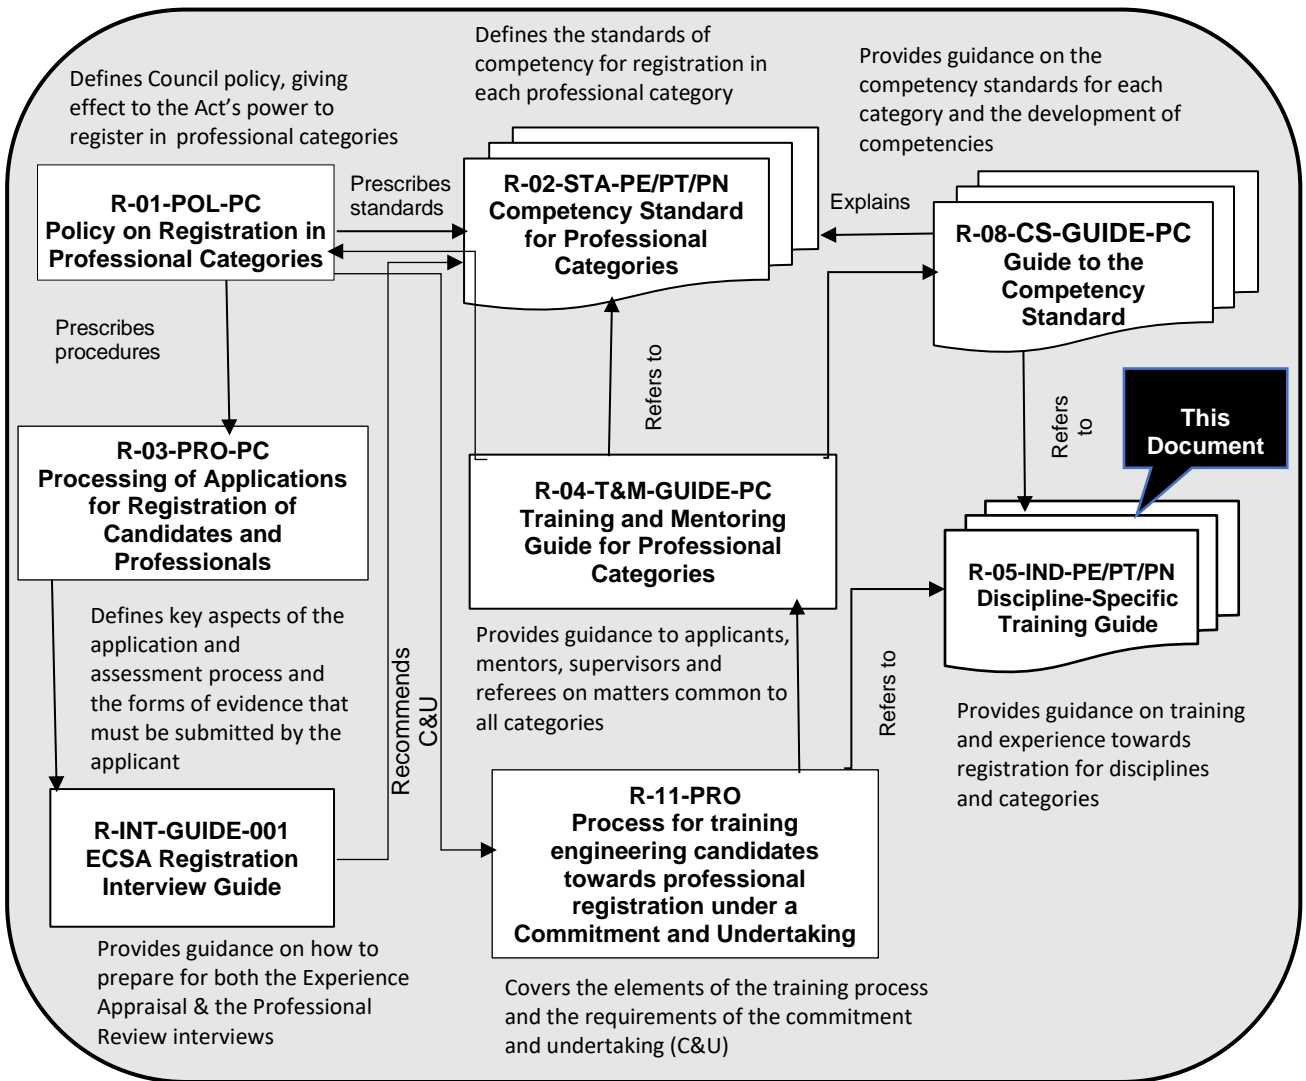 Defines Council policy, giving
effect to the Act's power to
register in professional categories
Defines the standards of
competency for registration in
each professional category
Provides guidance on the
competency standards for each
category and the development of
competencies
R-01-POL-PC
Policy on Registration in
Professional Categories
Prescribes
standards
R-02-STA-PE/PT/PN
Competency Standard
for Professional
Categories
Explains
R-08-CS-GUIDE-PC
Guide to the
Competency
Standard
Prescribes
procedures
Refers to
Refers
to
This
Document
R-03-PRO-PC
Processing of Applications
for Registration of
Candidates and
Professionals
R-04-T&M-GUIDE-PC
Training and Mentoring
Guide for Professional
Categories
R-05-IND-PE/PT/PN
Discipline-Specific
Training Guide
Defines key aspects of the
application and
assessment process and
the forms of evidence that
must be submitted by the
applicant
Recommends
C&U
Provides guidance to applicants,
mentors, supervisors and
referees on matters common to
all categories
Refers to
Provides guidance on training
and experience towards
registration for disciplines
and categories
R-INT-GUIDE-001
ECSA Registration
Interview Guide
R-11-PRO
Process for training
engineering candidates
towards professional
registration under a
Commitment and Undertaking
Provides guidance on how to
prepare for both the Experience
Appraisal & the Professional
Review interviews
Covers the elements of the training process
and the requirements of the commitment
and undertaking (C&U)